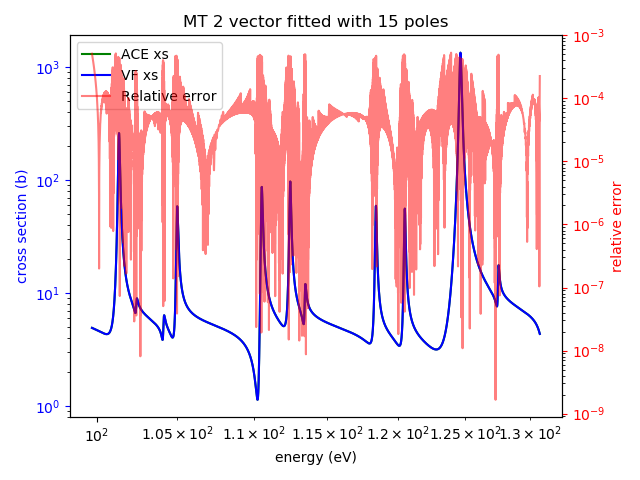 MT 2 vector fitted with 15 poles
ACE xs
VF xs
Relative error
cross section (b)
10³
10²
10¹
10⁰
relative error
10⁻³
10⁻⁴
10⁻⁵
10⁻⁶
10⁻⁷
10⁻⁸
10⁻⁹
10² 1.05 × 10² 1.1 × 10² 1.15 × 10² 1.2 × 10² 1.25 × 10² 1.3 × 10²
energy (eV)